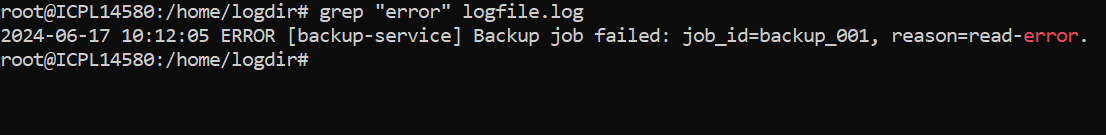 root@ICPL14580:/home/logdir# grep "error" logfile.log
2024-06-17 10:12:05 ERROR [backup-service] Backup job failed: job_id=backup_001, reason=read-error.
root@ICPL14580:/home/logdir#